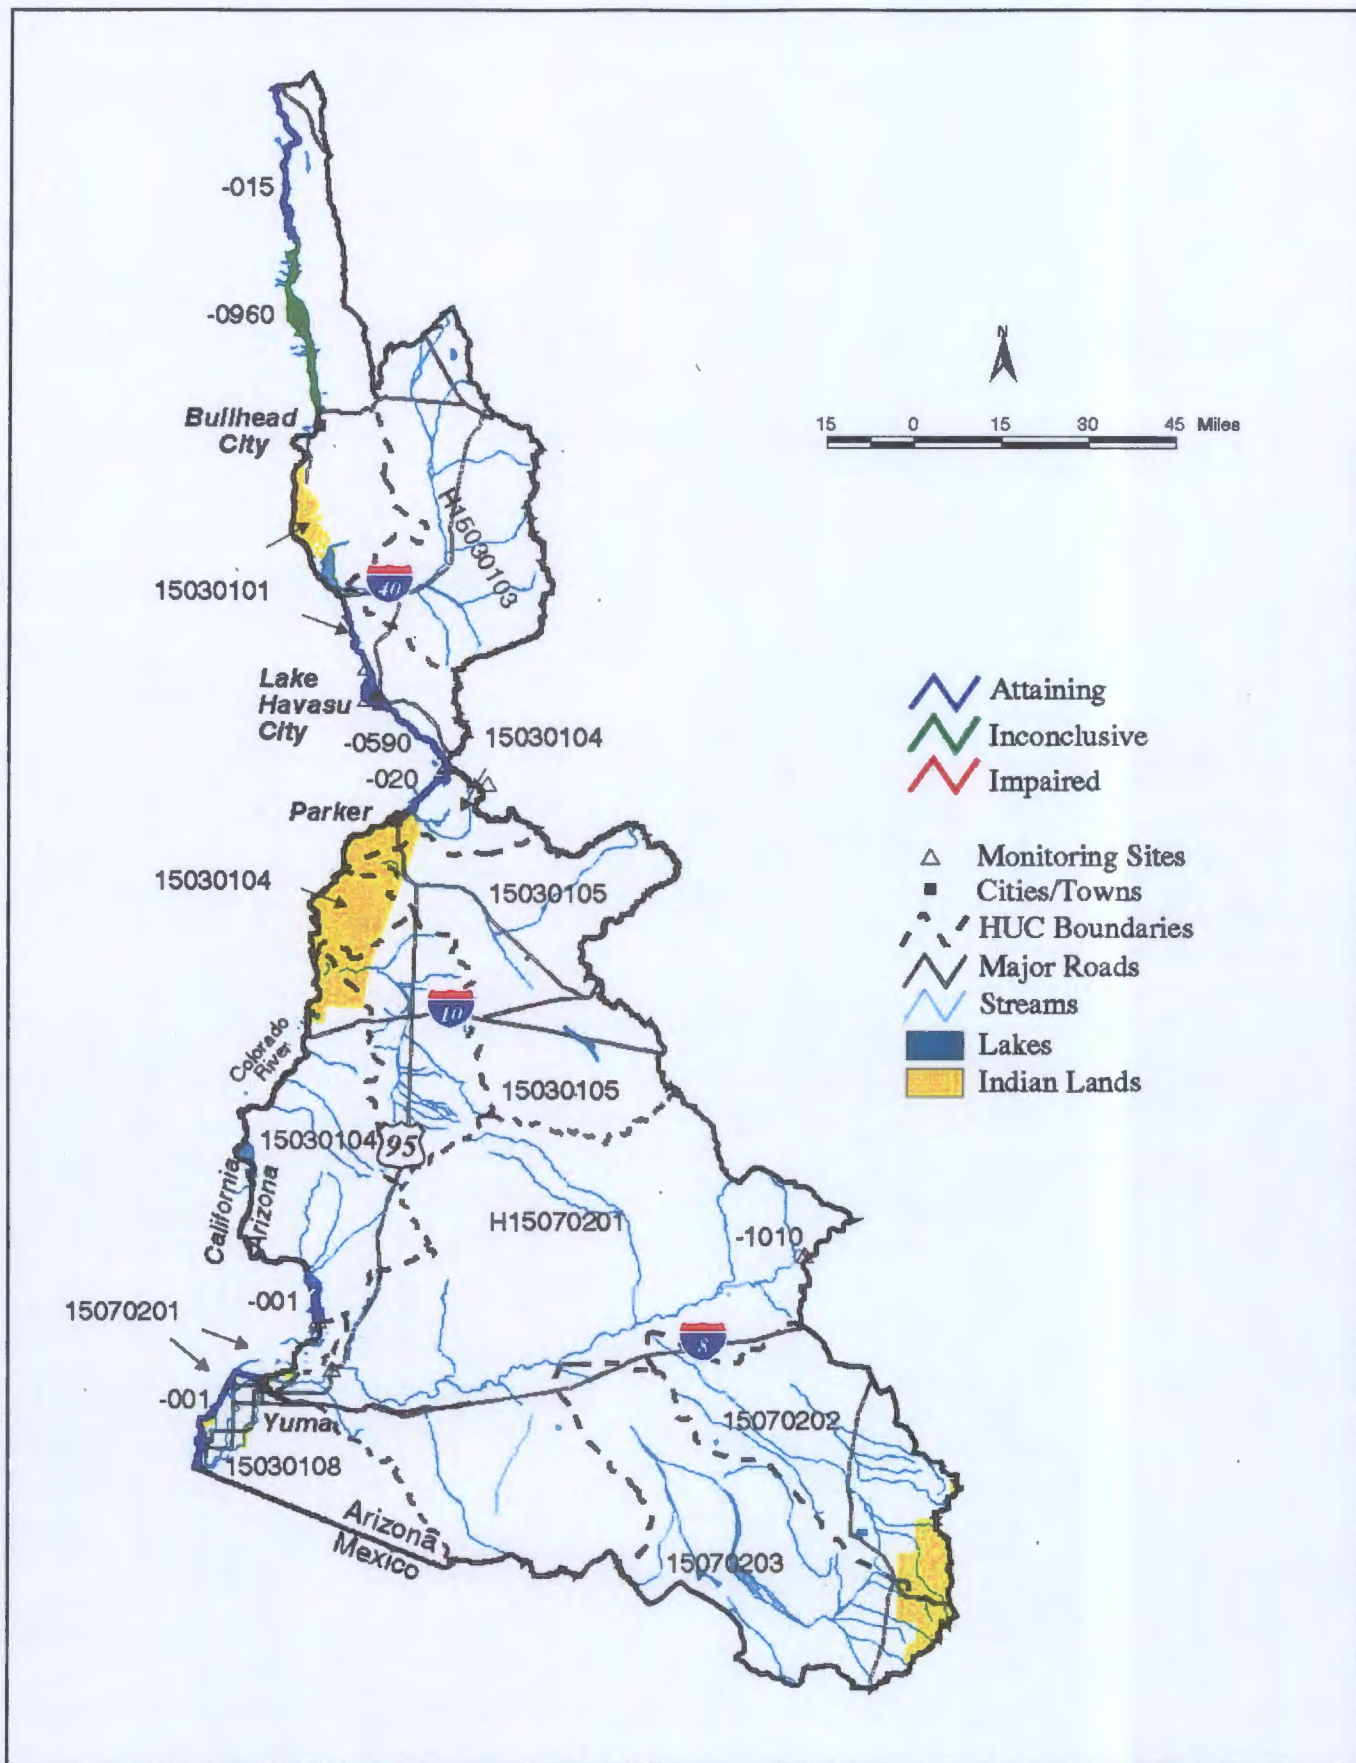 -015
-0960
N
15 0 15 30 45 Miles
Bullhead
City
H15030103
40
15030101
Lake
Havasu
City
-0590
15030104
-020
Parker
Attaining
Inconclusive
Impaired
Monitoring Sites
Cities/Towns
HUC Boundaries
Major Roads
Streams
Lakes
Indian Lands
15030104
15030105
10
Colorado
River
15030105
15030104
95
California
Arizona
H15070201
-1010
-001
15070201
8
-001
Yuma
15070202
15030108
Arizona
Mexico
15070203